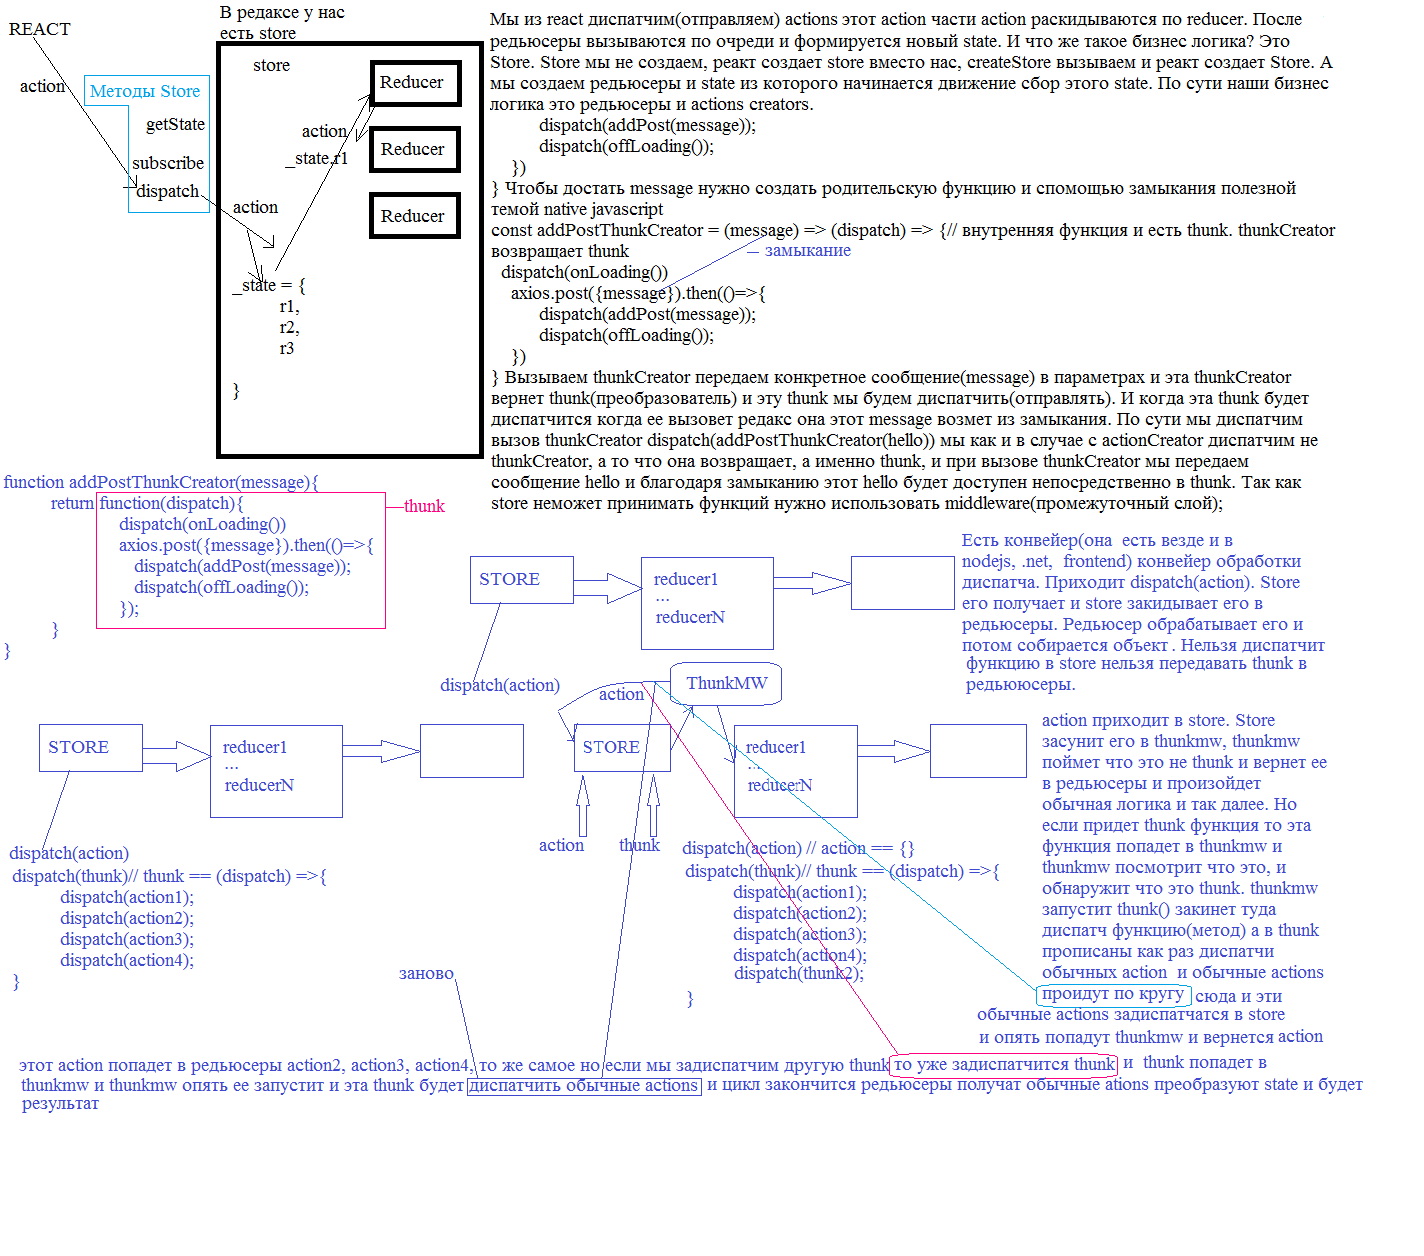 REACT
action
Методы Store
getState
subscribe
dispatch
В редаксе у нас
есть store
store
Reducer
action
_state.r1
Reducer
Reducer
action
_state = {
r1,
r2,
r3
}
Мы из react диспатчим(отправляем) actions этот action части action раскидываются по reducer. После
редьюсеры вызываются по очреди и формируется новый state. И что же такое бизнес логика? Это
Store. Store мы не создаем, реакт создает store вместо нас, createStore вызываем и реакт создает Store. А
мы создаем редьюсеры и state из которого начинается движение сбор этого state. По сути наши бизнес
логика это редьюсеры и actions creators.
dispatch(addPost(message));
dispatch(offLoading());
})
} Чтобы достать message нужно создать родительскую функцию и спомощью замыкания полезной
темой native javascript
const addPostThunkCreator = (message) => (dispatch) => {// внутренняя функция и есть thunk. thunkCreator
возвращает thunk
— замыкание
dispatch(onLoading())
axios.post({message}).then(()=>{
dispatch(addPost(message));
dispatch(offLoading());
})
} Вызываем thunkCreator передаем конкретное сообщение(message) в параметрах и эта thunkCreator
вернет thunk(преобразователь) и эту thunk мы будем диспатчить(отправлять). И когда эта thunk будет
диспатчится когда ее вызовет редакс она этот message возмет из замыкания. По сути мы диспатчим
вызов thunkCreator dispatch(addPostThunkCreator(hello)) мы как и в случае с actionCreator диспатчим не
thunkCreator, а то что она возвращает, а именно thunk, и при вызове thunkCreator мы передаем
сообщение hello и благодаря замыканию этот hello будет доступен непосредственно в thunk. Так как
store неможет принимать функций нужно использовать middleware(промежуточный слой);
function addPostThunkCreator(message){
return function(dispatch){
thunk
dispatch(onLoading())
axios.post({message}).then(()=>{
dispatch(addPost(message));
dispatch(offLoading());
});
}
}
STORE
reducer1
...
reducerN
dispatch(action)
Есть конвейер(она есть везде и в
nodejs, .net, frontend) конвейер обработки
диспатча. Приходит dispatch(action). Store
его получает и store закидывает его в
редьюсеры. Редьюсер обрабатывает его и
потом собирается объект . Нельзя диспатчит
функцию в store нельзя передавать thunk в
редьююсеры.
STORE
reducer1
...
reducerN
dispatch(action)
dispatch(thunk)// thunk == (dispatch) =>{
dispatch(action1);
dispatch(action2);
dispatch(action3);
dispatch(action4);
}
action
ThunkMW
STORE
reducer1
...
reducerN
action
thunk
dispatch(action) // action == {}
dispatch(thunk)// thunk == (dispatch) =>{
dispatch(action1);
dispatch(action2);
dispatch(action3);
dispatch(action4);
dispatch(thunk2);
}
заново
action приходит в store. Store
засунит его в thunkmw, thunkmw
поймет что это не thunk и вернет ее
в редьюсеры и произойдет
обычная логика и так далее. Но
если придет thunk функция то эта
функция попадет в thunkmw и
thunkmw посмотрит что это, и
обнаружит что это thunk. thunkmw
запустит thunk() закинет туда
диспатч функцию(метод) а в thunk
прописаны как раз диспатчи
обычных action и обычные actions
проидут по кругу сюда и эти
обычные actions задиспатчатся в store
и опять попадут thunkmw и вернется action
этот action попадет в редьюсеры action2, action3, action4, то же самое но если мы задиспатчим другую thunk то уже задиспатчится thunk и thunk попадет в
thunkmw и thunkmw опять ее запустит и эта thunk будет диспатчить обычные actions и цикл закончится редьюсеры получат обычные ations преобразуют state и будет
результат